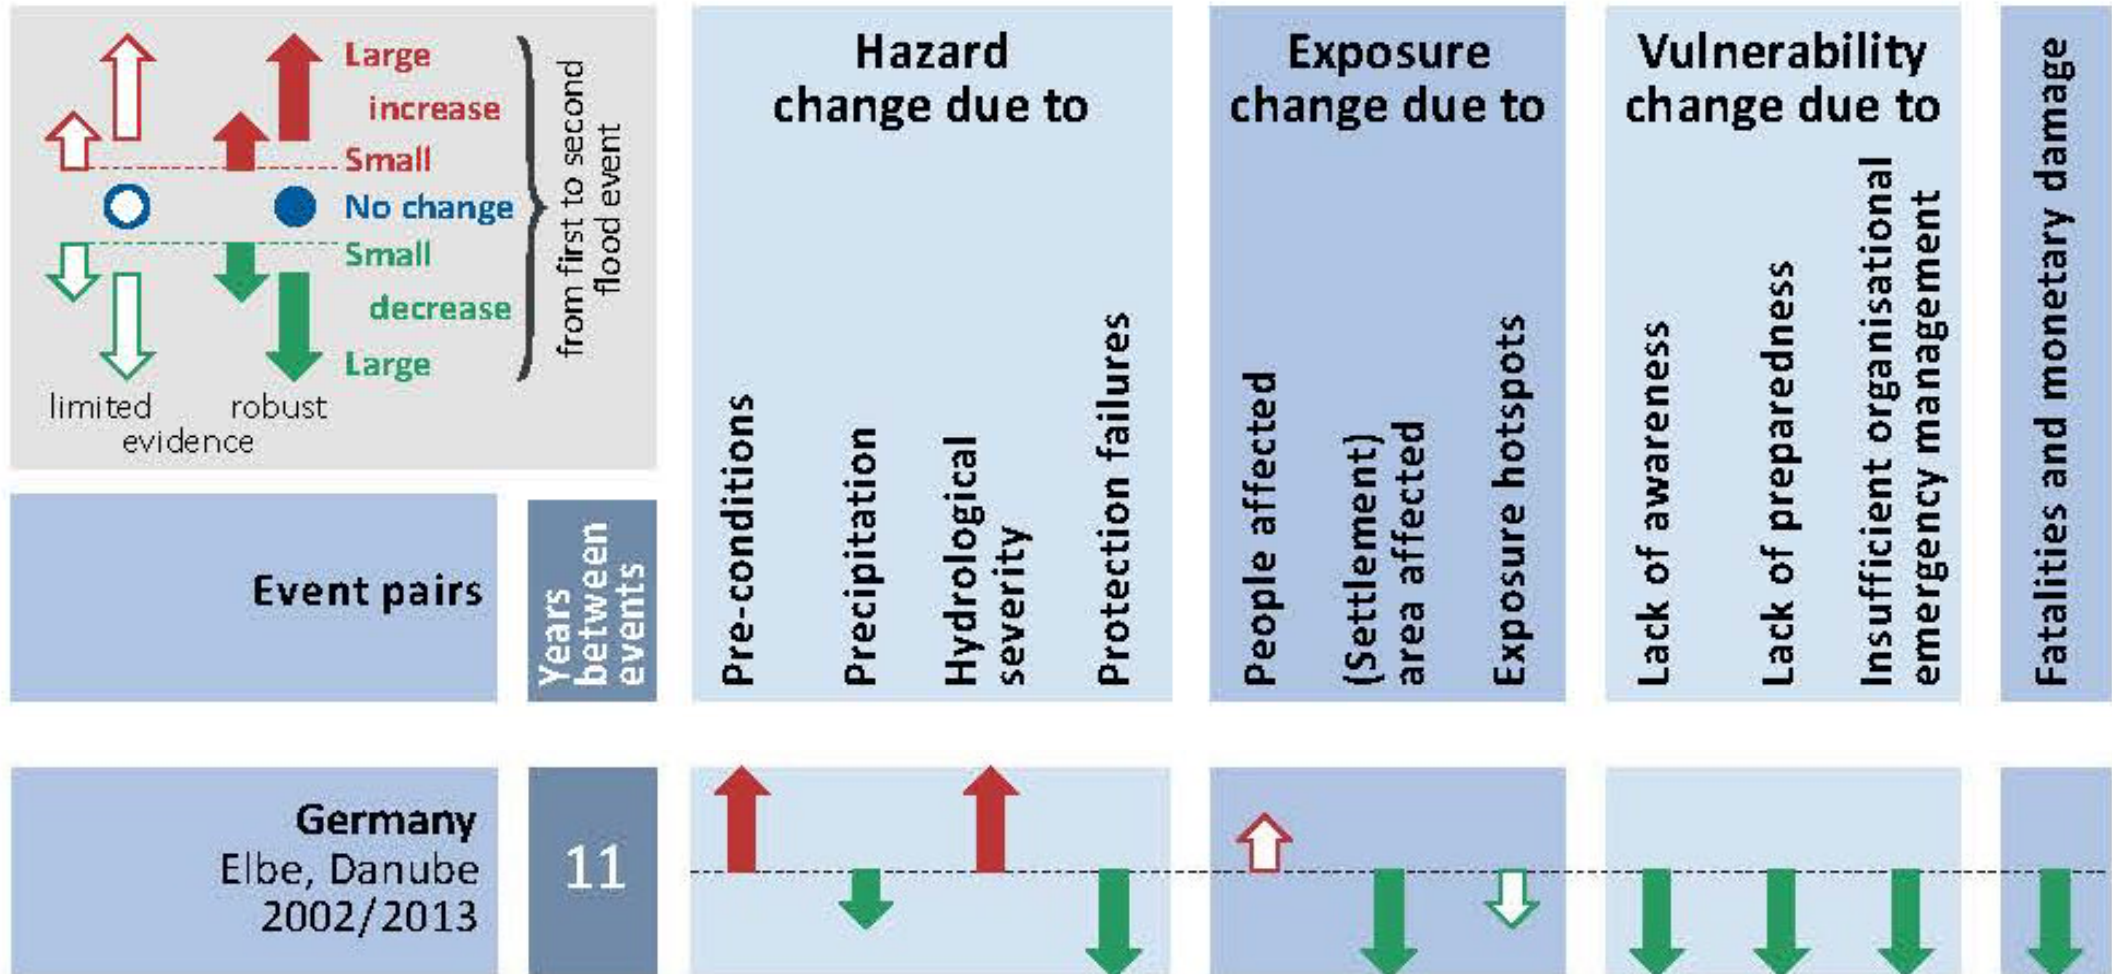 Large
increase
Small
No change
Small
decrease
Large
from first to second
flood event
limited
robust
evidence
Hazard
change due to
Exposure
change due to
Vulnerability
change due to
Event pairs
Years
between
events
Pre-conditions
Precipitation
Hydrological
severity
Protection failures
People affected
(Settlement)
area affected
Exposure hotspots
Lack of awareness
Lack of preparedness
Insufficient organisational
emergency management
Fatalities and monetary damage
Germany
Elbe, Danube
2002/2013
11